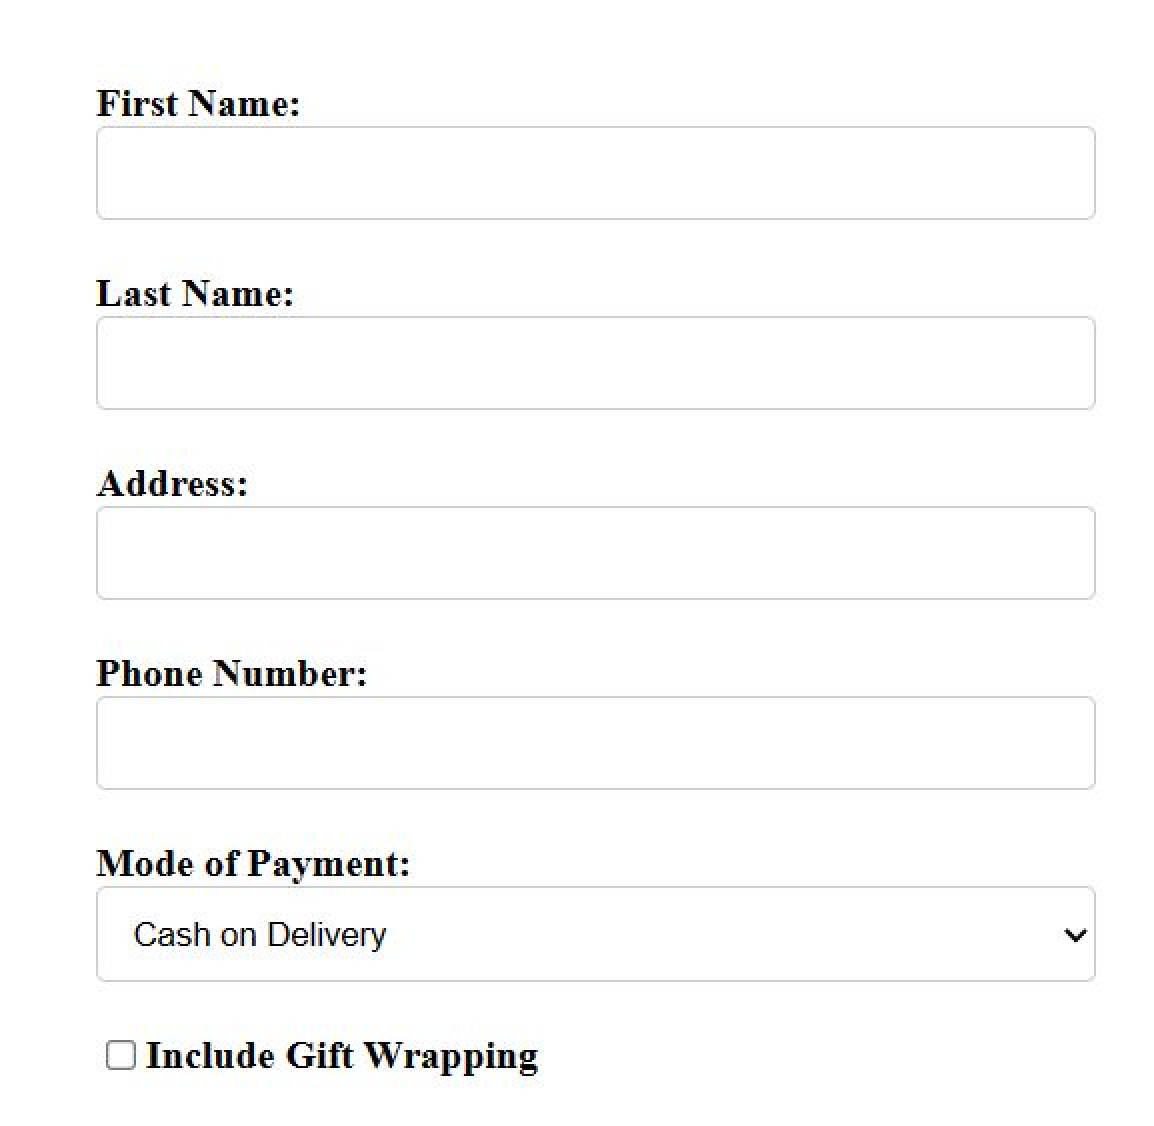 First Name:
Last Name:
Address:
Phone Number:
Mode of Payment:
Cash on Delivery
Include Gift Wrapping